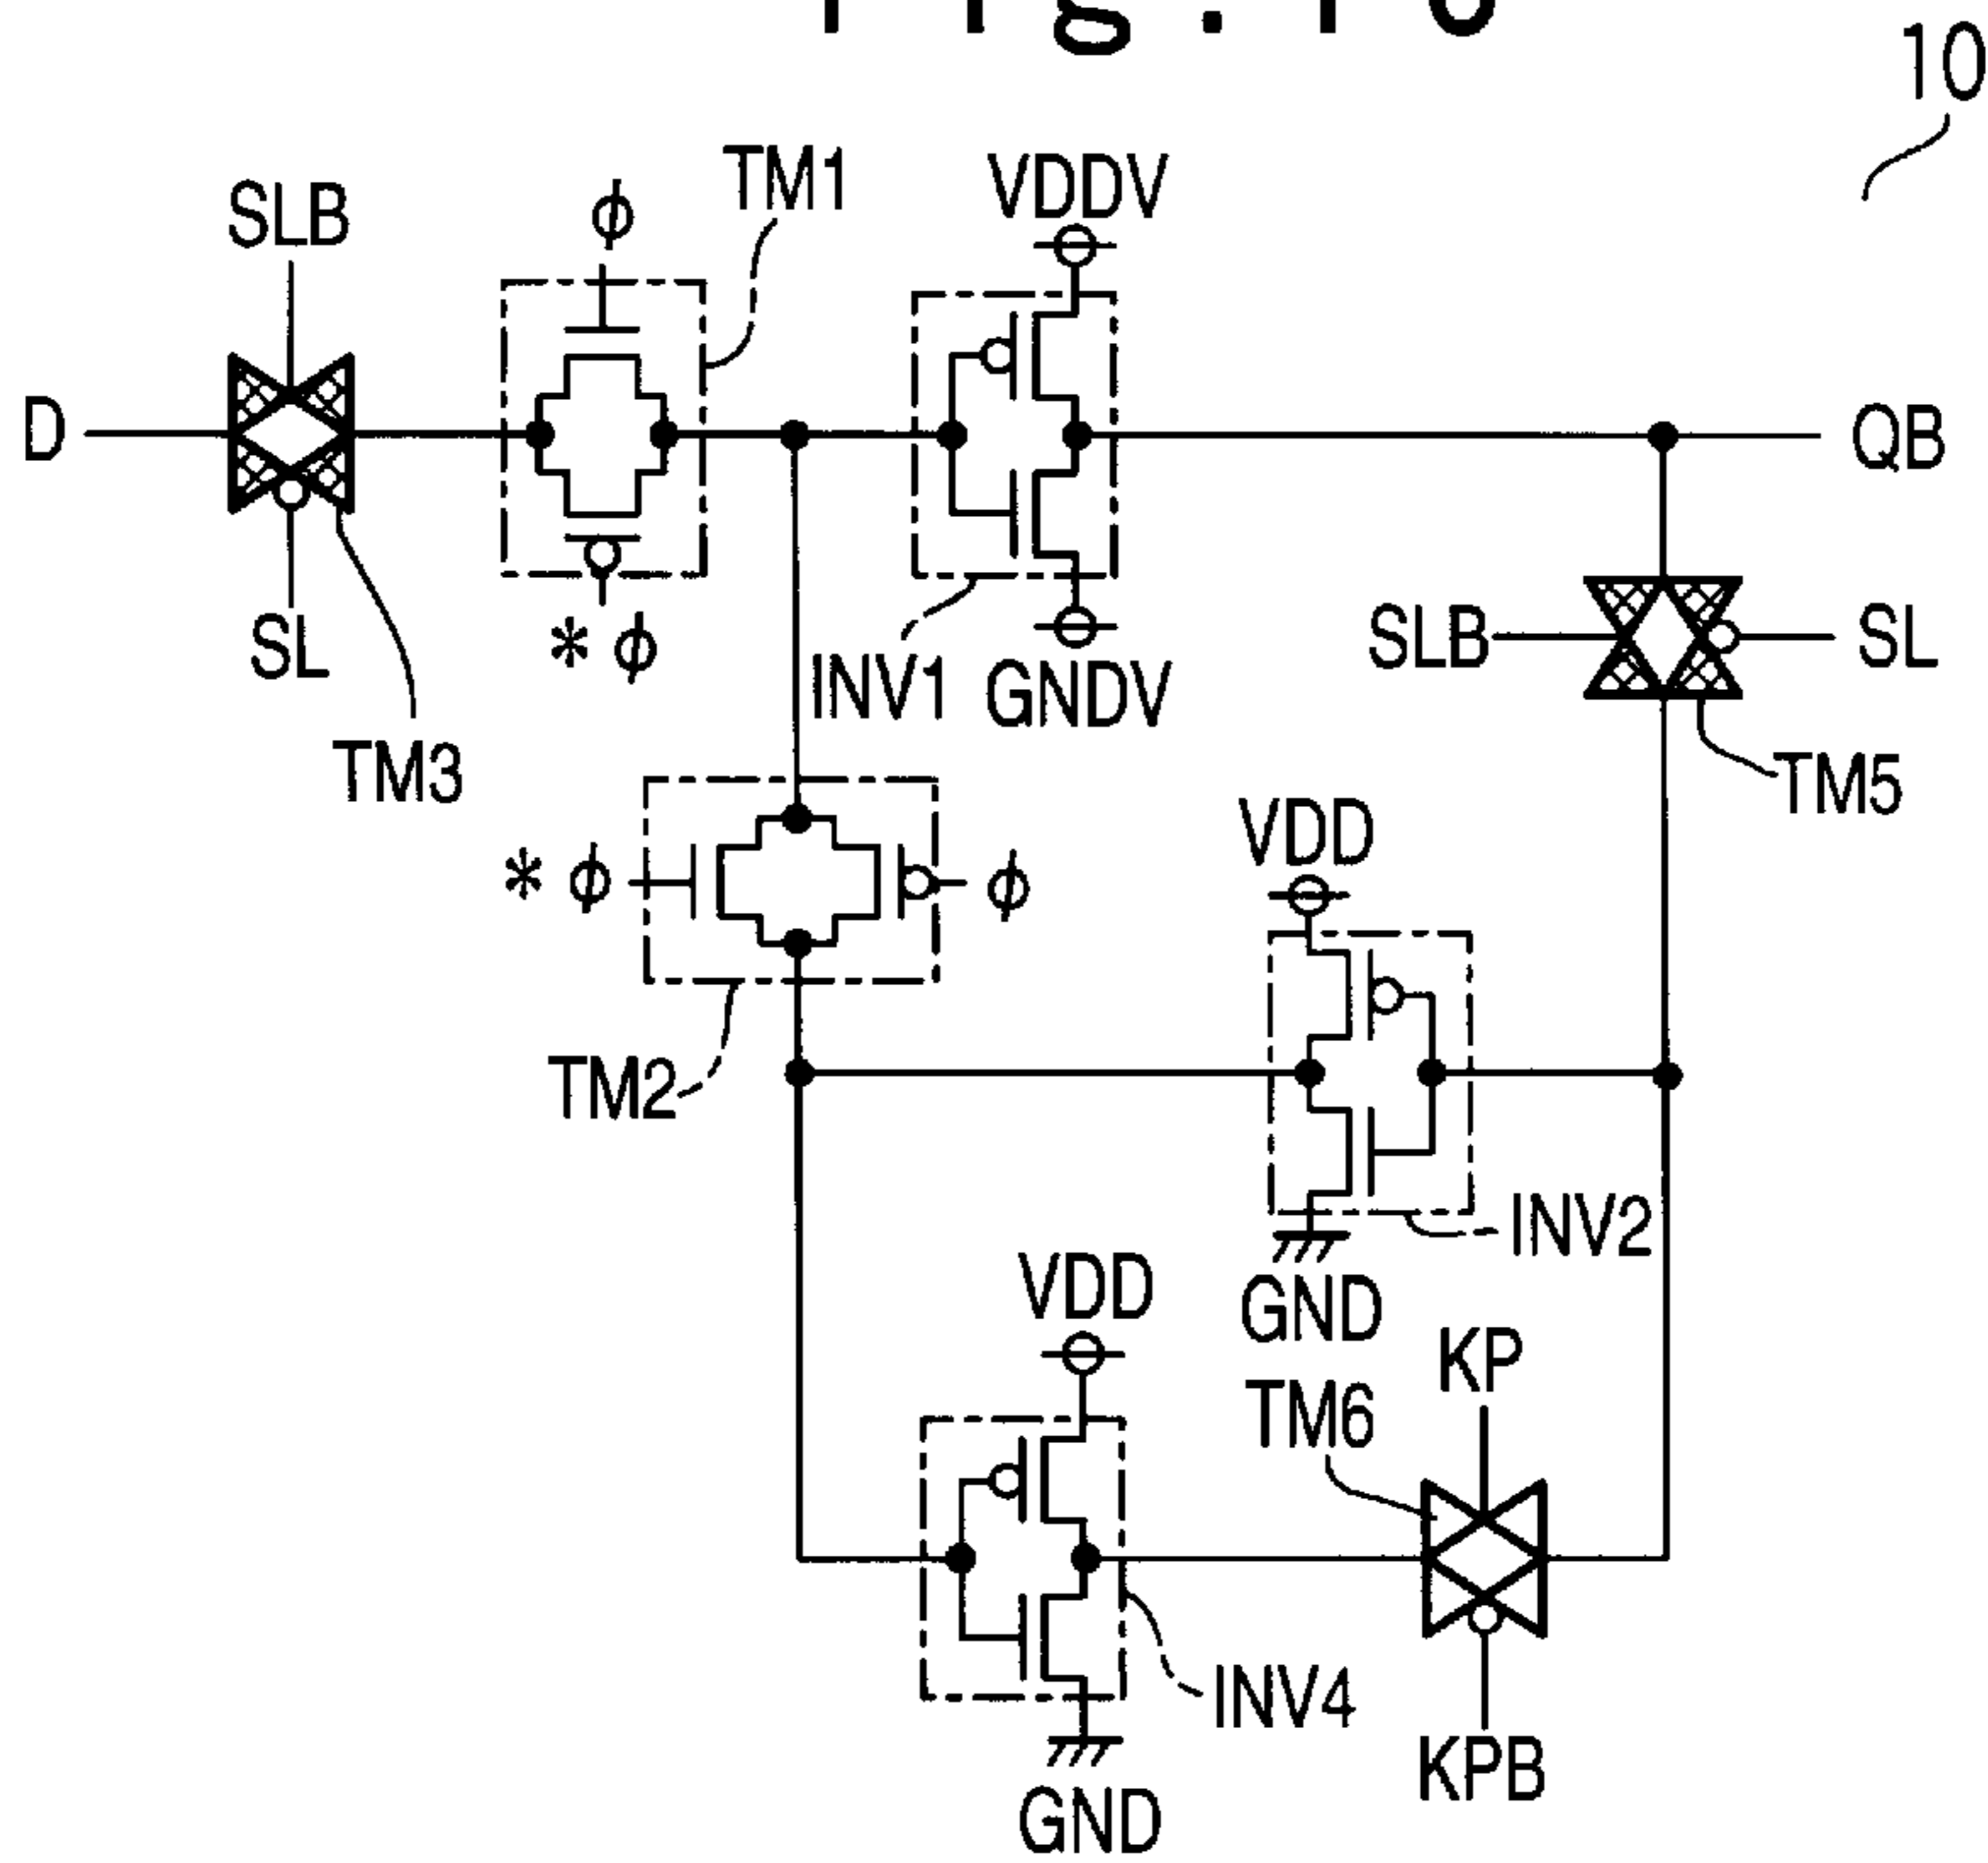 10
TM1
VDDV
SLB
ϕ
D
QB
SL
*ϕ
INV1
GNDV
SLB
SL
TM3
TM5
VDD
*ϕ
ϕ
TM2
INV2
GND
VDD
KP
TM6
INV4
KPB
GND